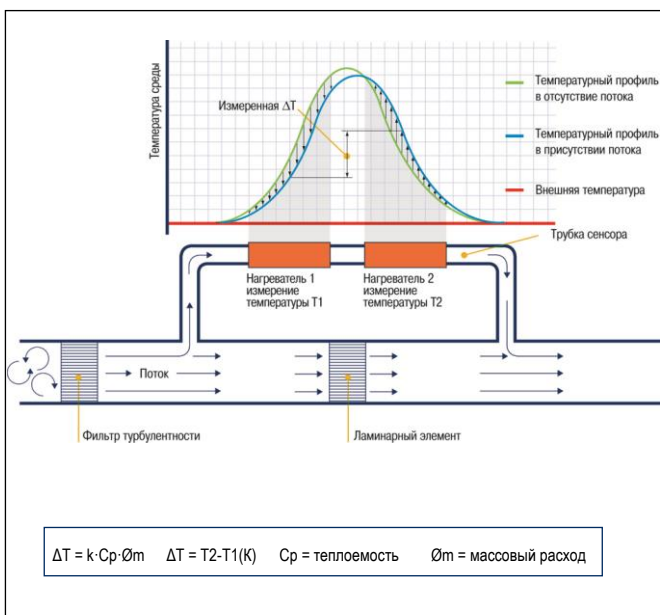 Температура среды
Измеренная ΔT
Температурный профиль
в отсутствие потока
Температурный профиль
в присутствии потока
Внешняя температура
Трубка сенсора
Нагреватель 1
измерение
температуры T1
Нагреватель 2
измерение
температуры T2
Поток
Фильтр турбулентности
Ламинарный элемент
ΔT = k·Cp·Øm ΔT = T2-T1(K) Cp = теплоемость Øm = массовый расход